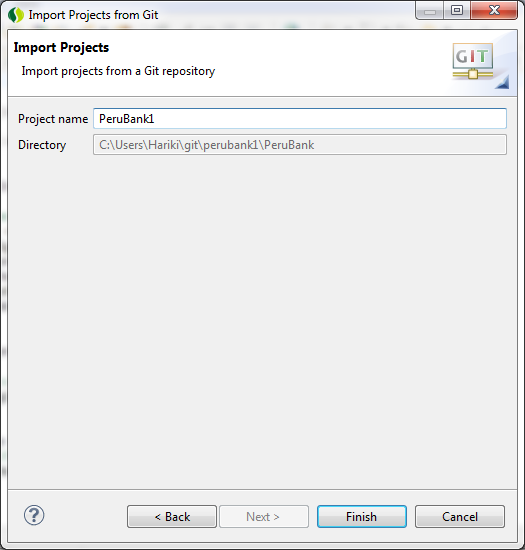 Import Projects from Git
Import Projects
Import projects from a Git repository
GIT
Project name PeruBank1
Directory C:\Users\Hariki\git\perubank1\PeruBank
? < Back Next > Finish Cancel